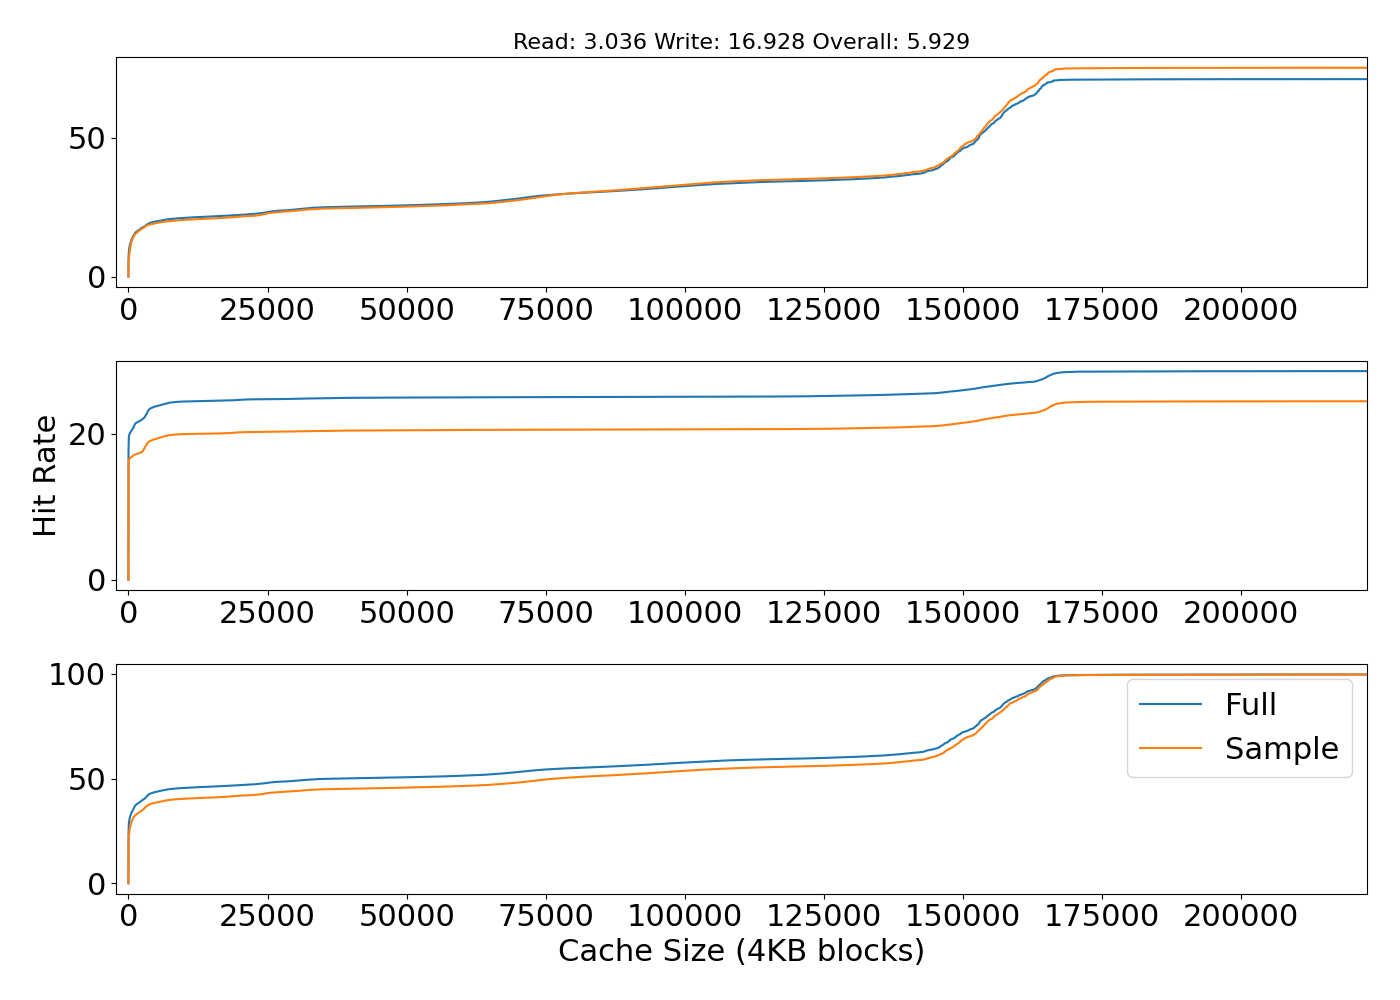 Read: 3.036 Write: 16.928 Overall: 5.929
50
0
0 25000 50000 75000 100000 125000 150000 175000 200000
Hit Rate
20
0
0 25000 50000 75000 100000 125000 150000 175000 200000
100
50
0
Full
Sample
0 25000 50000 75000 100000 125000 150000 175000 200000
Cache Size (4KB blocks)